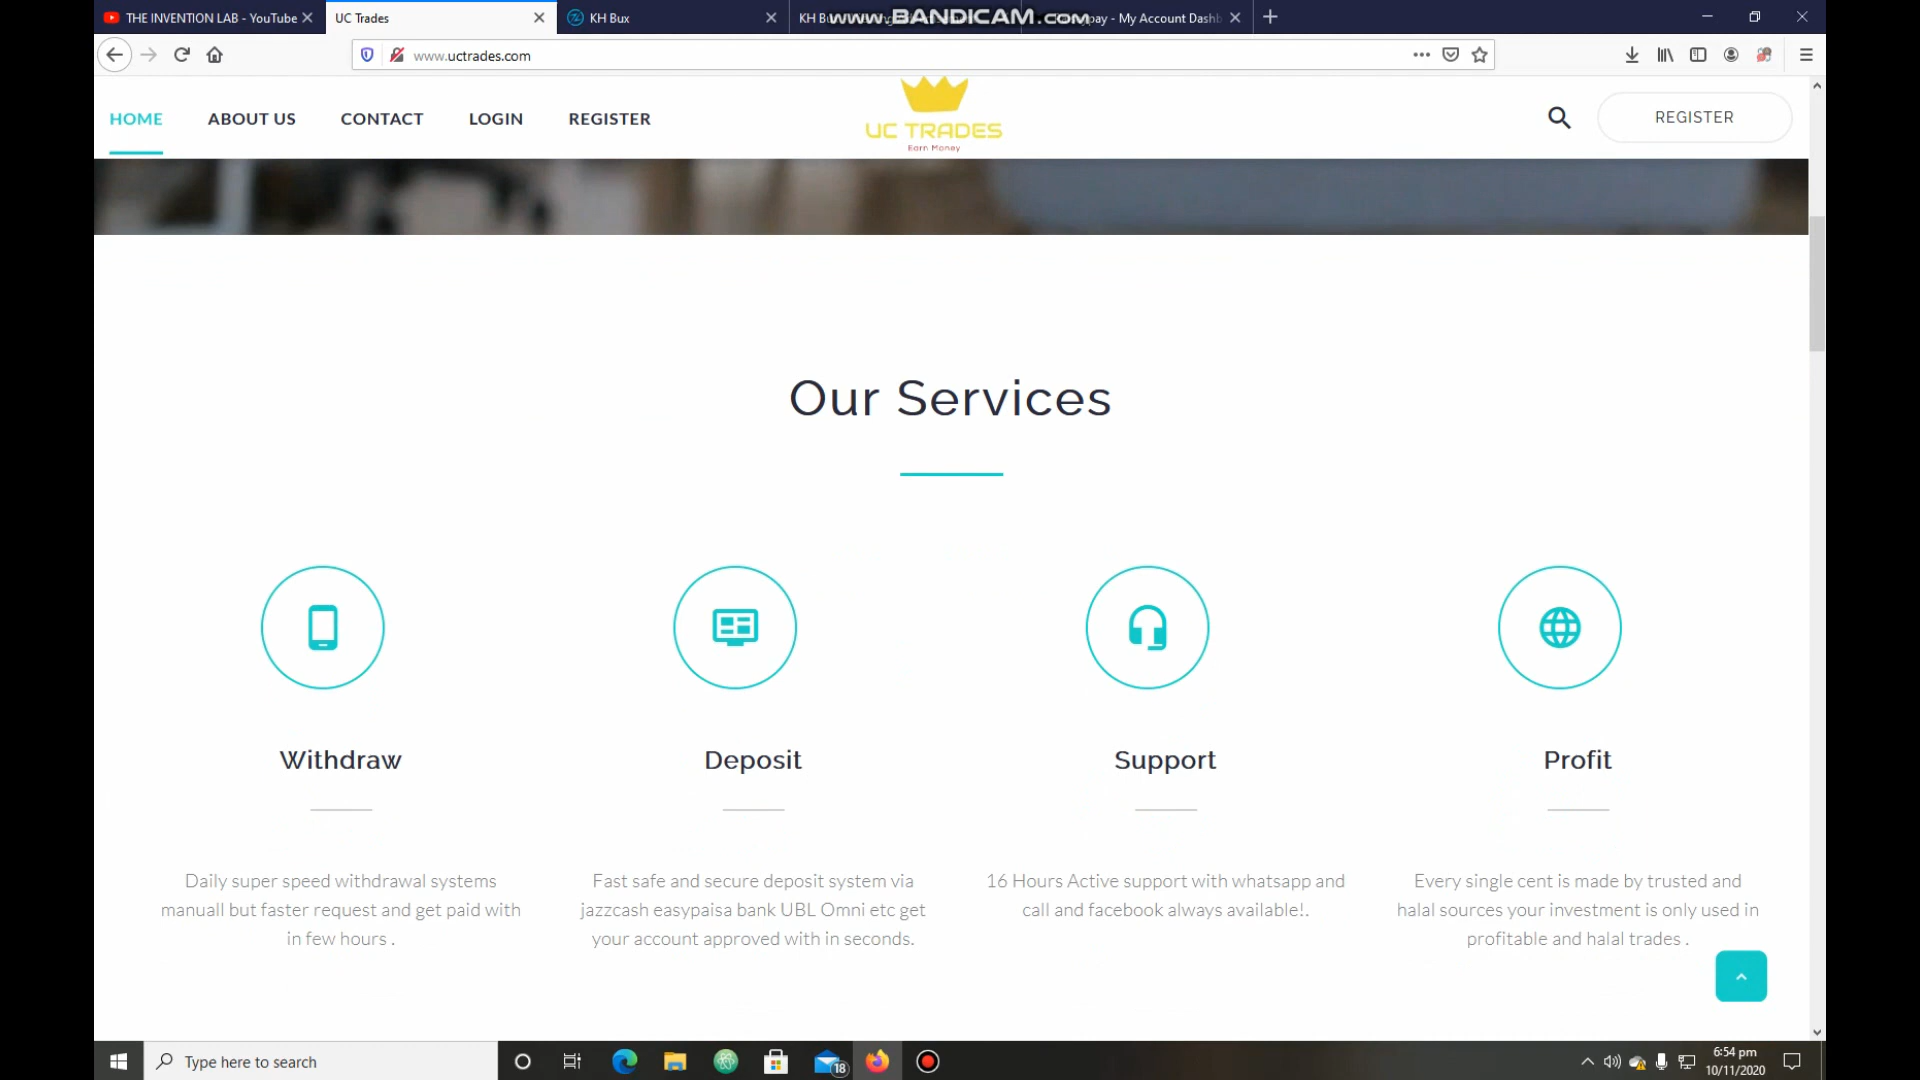 THE INVENTION LAB - YouTube
UC Trades
KH Bux
KH Bu
www.BANDICAM.com
pay - My Account Dashb
www.uctrades.com
HOME
ABOUT US
CONTACT
LOGIN
REGISTER
UC TRADES
Earn Money
REGISTER
Our Services
Withdraw
Deposit
Support
Profit
Daily super speed withdrawal systems
manuall but faster request and get paid with
in few hours .
Fast safe and secure deposit system via
jazzcash easypaisa bank UBL Omni etc get
your account approved with in seconds.
16 Hours Active support with whatsapp and
call and facebook always available!.
Every single cent is made by trusted and
halal sources your investment is only used in
profitable and halal trades .
Type here to search
18
6:54 pm
10/11/2020